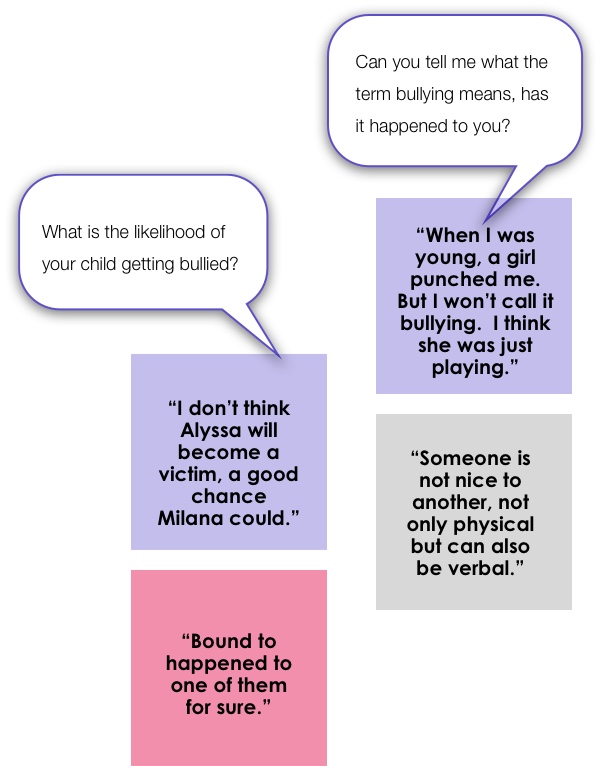 Can you tell me what the
term bullying means, has
it happened to you?
“When I was
young, a girl
punched me.
But I won’t call it
bullying.  I think
she was just
playing.”
“Someone is
not nice to
another, not
only physical
but can also
be verbal.”
What is the likelihood of
your child getting bullied?
“I don’t think
Alyssa will
become a
victim, a good
chance
Milana could.”
“Bound to
happened to
one of them
for sure.”